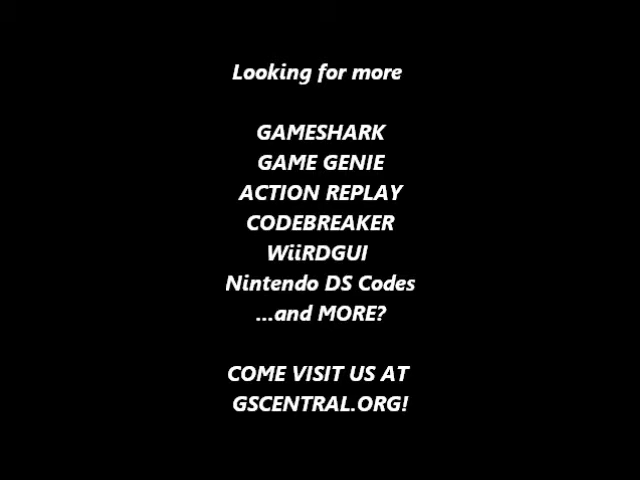 Looking for more
GAMESHARK
GAME GENIE
ACTION REPLAY
CODEBREAKER
WiiRDGUI
Nintendo DS Codes
...and MORE?
COME VISIT US AT
GSCENTRAL.ORG!